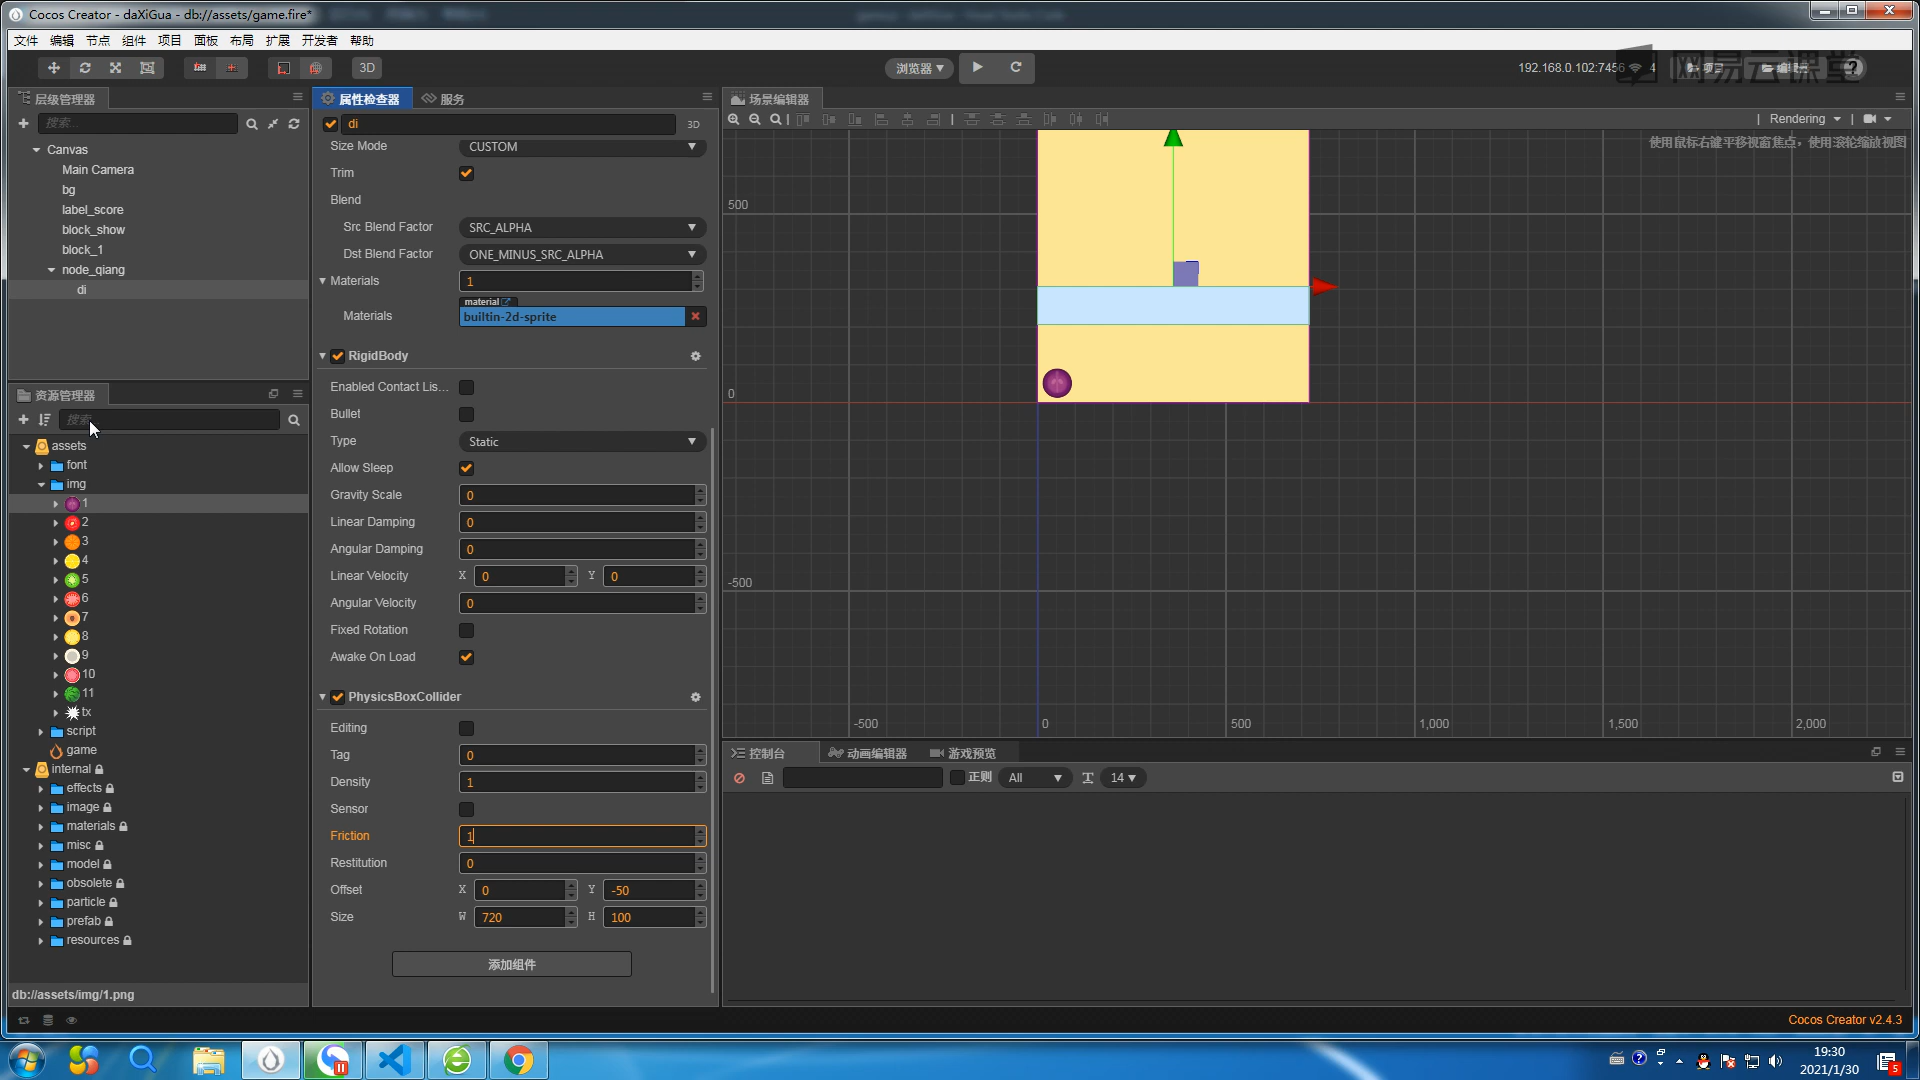 Cocos Creator - daXiGua - db://assets/game.fire*
文件 编辑 节点 组件 项目 面板 布局 扩展 开发者 帮助
3D
浏览器
192.168.0.102:7456 4
网易云课堂
层级管理器
搜索...
Canvas
Main Camera
bg
label_score
block_show
block_1
node_qiang
di
资源管理器
搜索...
assets
font
img
1
2
3
4
5
6
7
8
9
10
11
tx
script
game
internal
effects
image
materials
misc
model
obsolete
particle
prefab
resources
db://assets/img/1.png
属性检查器 服务
di 3D
Size Mode CUSTOM
Trim
Blend
Src Blend Factor SRC_ALPHA
Dst Blend Factor ONE_MINUS_SRC_ALPHA
Materials 1
material
Materials builtin-2d-sprite
RigidBody
Enabled Contact Lis...
Bullet
Type Static
Allow Sleep
Gravity Scale 0
Linear Damping 0
Angular Damping 0
Linear Velocity X 0 Y 0
Angular Velocity 0
Fixed Rotation
Awake On Load
PhysicsBoxCollider
Editing
Tag 0
Density 1
Sensor
Friction 1
Restitution 0
Offset X 0 Y -50
Size W 720 H 100
添加组件
场景编辑器
Rendering
使用鼠标右键平移视窗焦点，使用滚轮缩放视图
500
0
-500
-500 0 500 1,000 1,500 2,000
控制台 动画编辑器 游戏预览
正则 All 14
Cocos Creator v2.4.3
19:30
2021/1/30
5